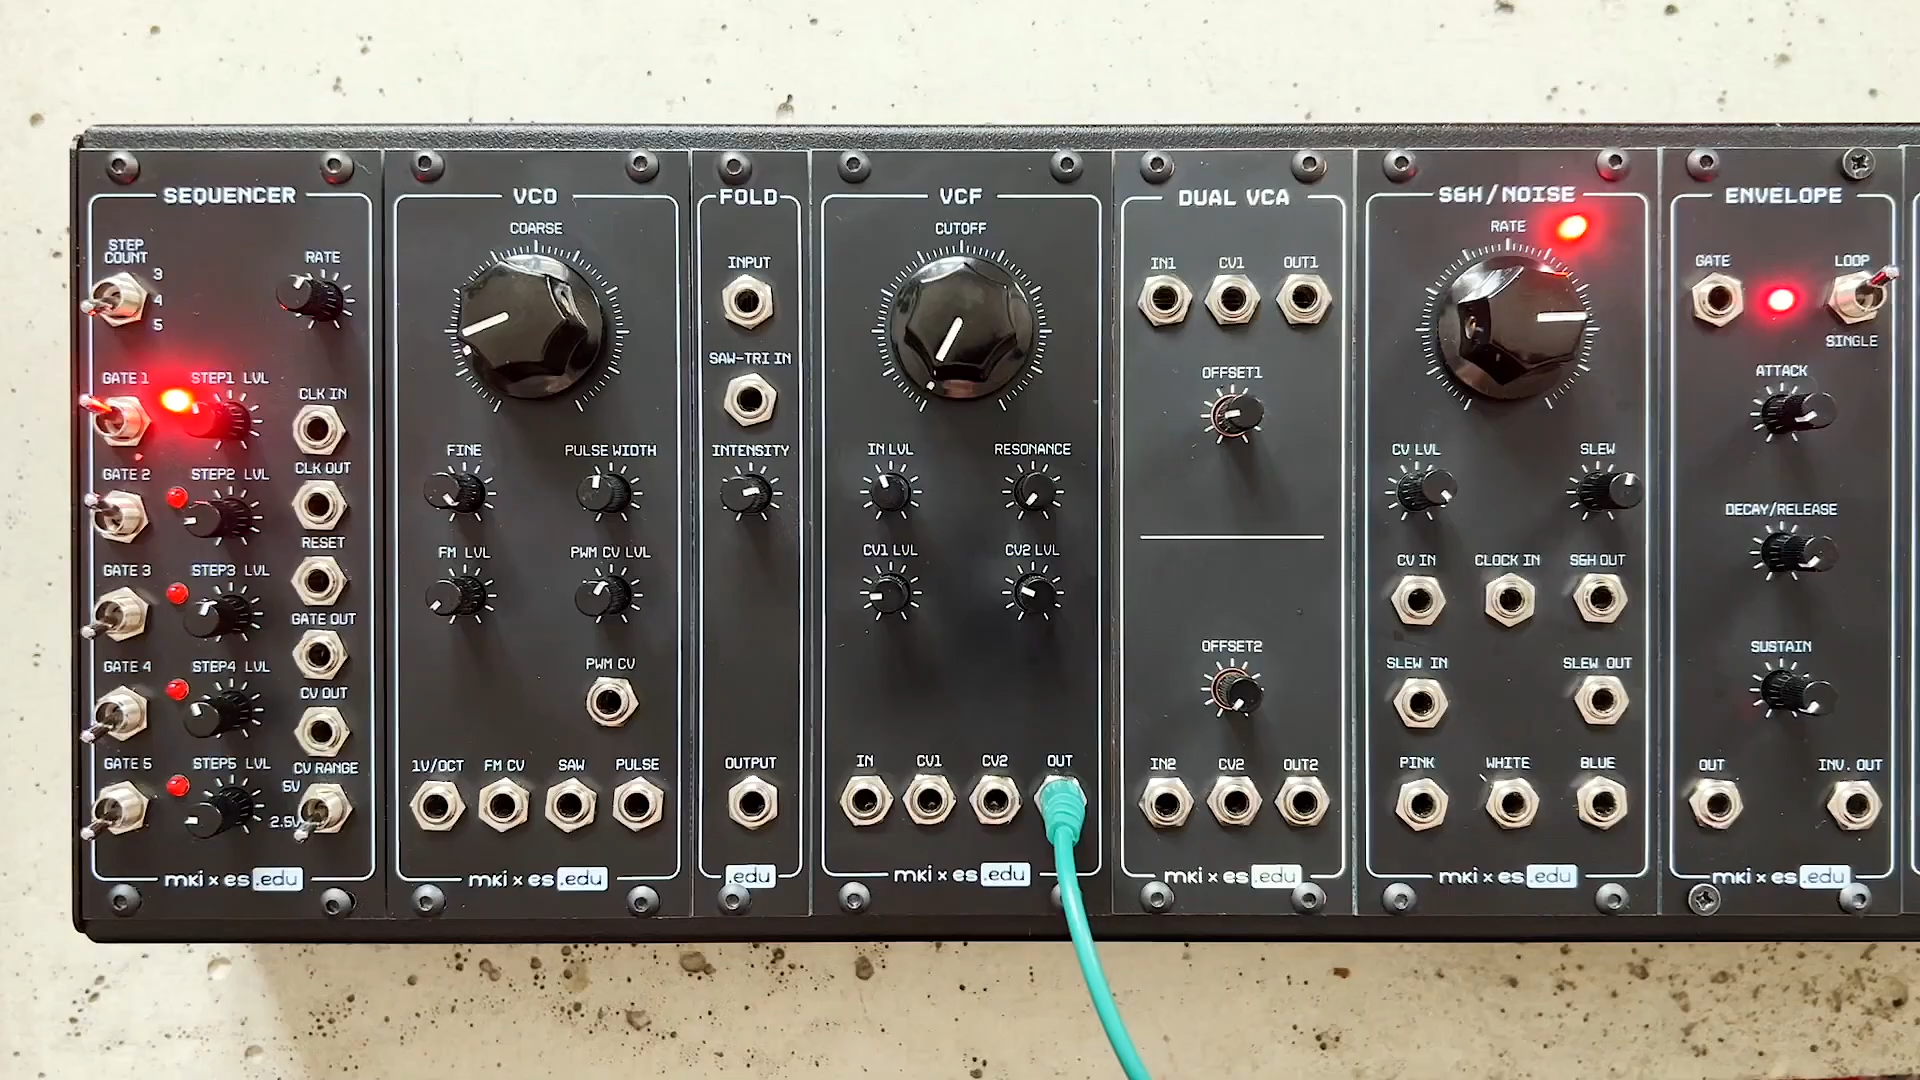 SEQUENCER
STEP
COUNT
3
4
5
RATE
GATE 1
STEP1 LVL
CLK IN
GATE 2
STEP2 LVL
CLK OUT
GATE 3
STEP3 LVL
RESET
GATE OUT
GATE 4
STEP4 LVL
CV OUT
GATE 5
STEP5 LVL
CV RANGE
5V
2.5V
mki x es .edu
VCO
COARSE
FINE
PULSE WIDTH
FM LVL
PWM CV LVL
PWM CV
1V/OCT
FM CV
SAW
PULSE
mki x es .edu
FOLD
INPUT
SAW-TRI IN
INTENSITY
OUTPUT
.edu
VCF
CUTOFF
IN LVL
RESONANCE
CV1 LVL
CV2 LVL
IN
CV1
CV2
OUT
mki x es .edu
DUAL VCA
IN1
CV1
OUT1
OFFSET1
OFFSET2
IN2
CV2
OUT2
mki x es .edu
S&H/NOISE
RATE
CV LVL
SLEW
CV IN
CLOCK IN
S&H OUT
SLEW IN
SLEW OUT
PINK
WHITE
BLUE
mki x es .edu
ENVELOPE
GATE
LOOP
SINGLE
ATTACK
DECAY/RELEASE
SUSTAIN
OUT
INV. OUT
mki x es .edu